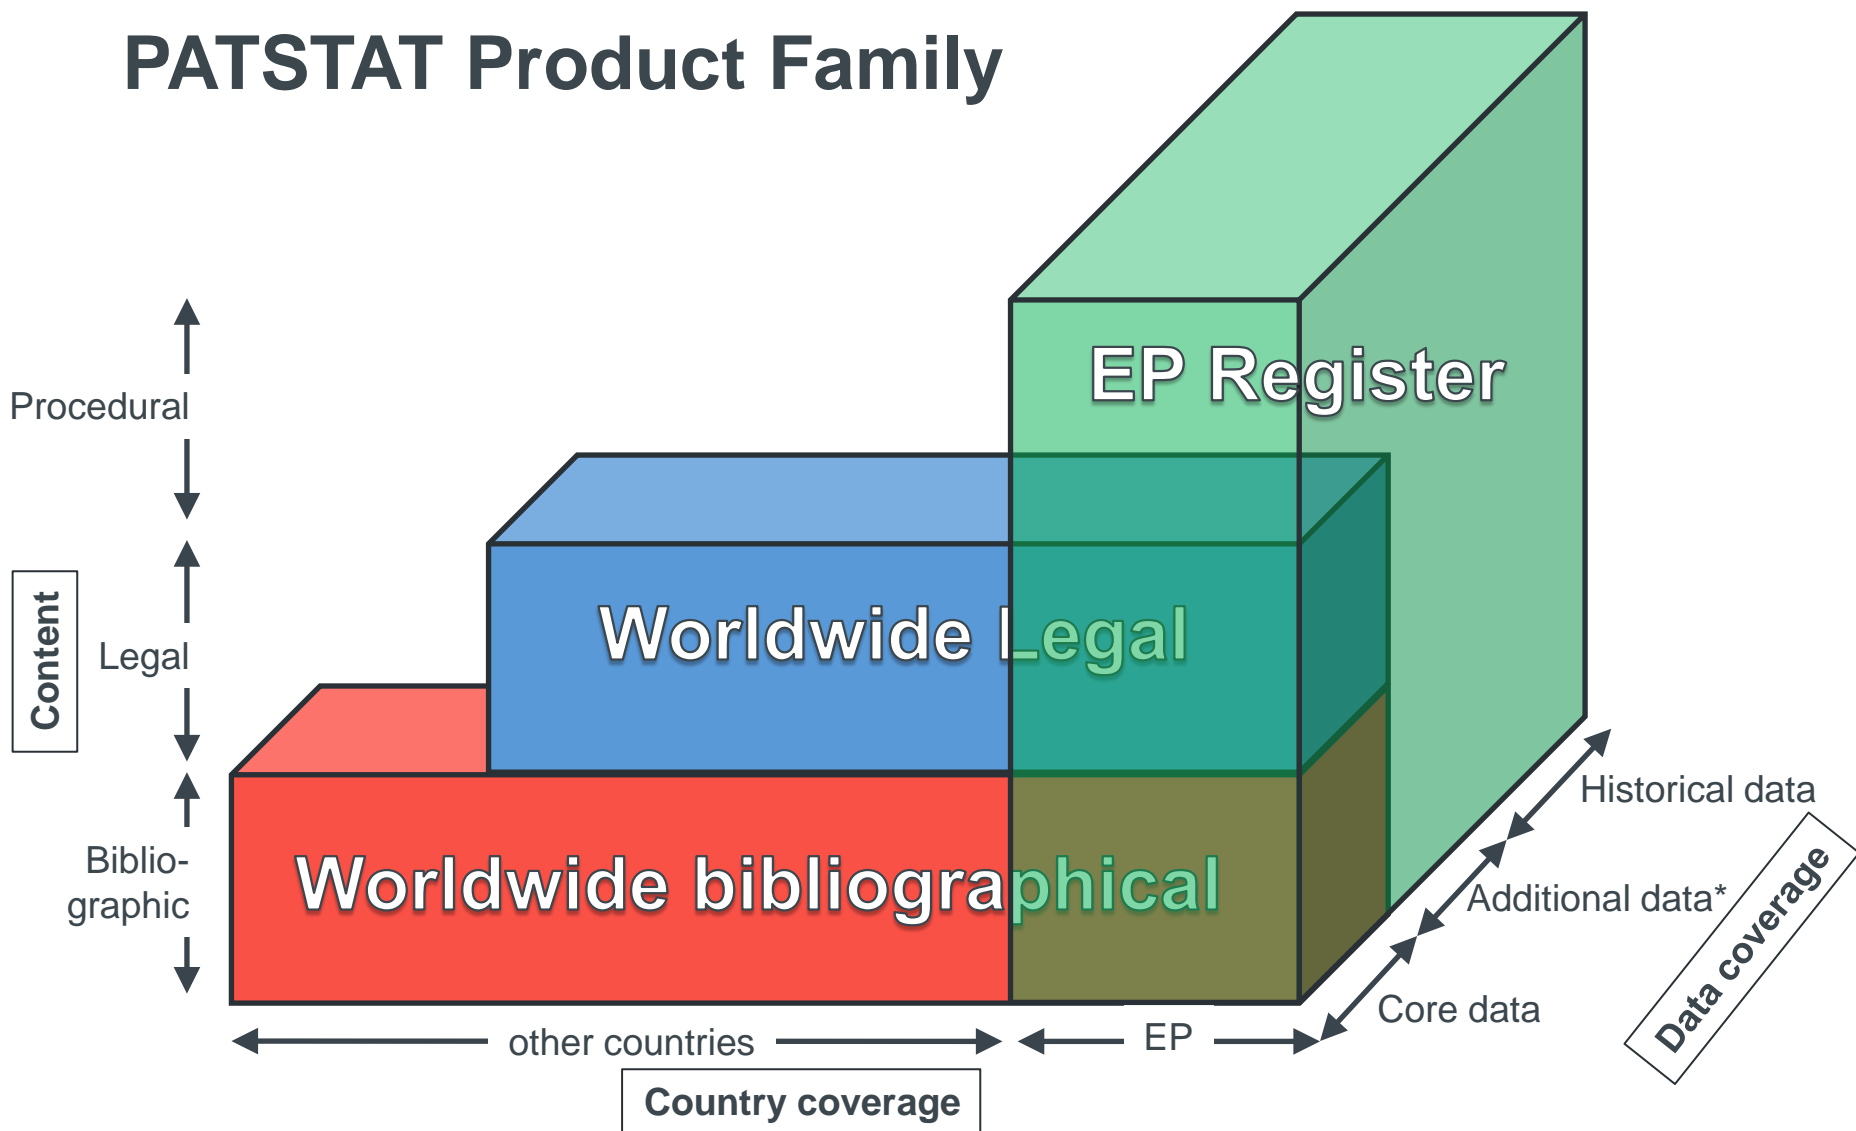 PATSTAT Product Family
EP Register
Procedural
Worldwide Legal
Content
Legal
Historical data
Biblio-
graphic
Worldwide bibliographical
Additional data*
Data coverage
Core data
other countries
EP
Country coverage